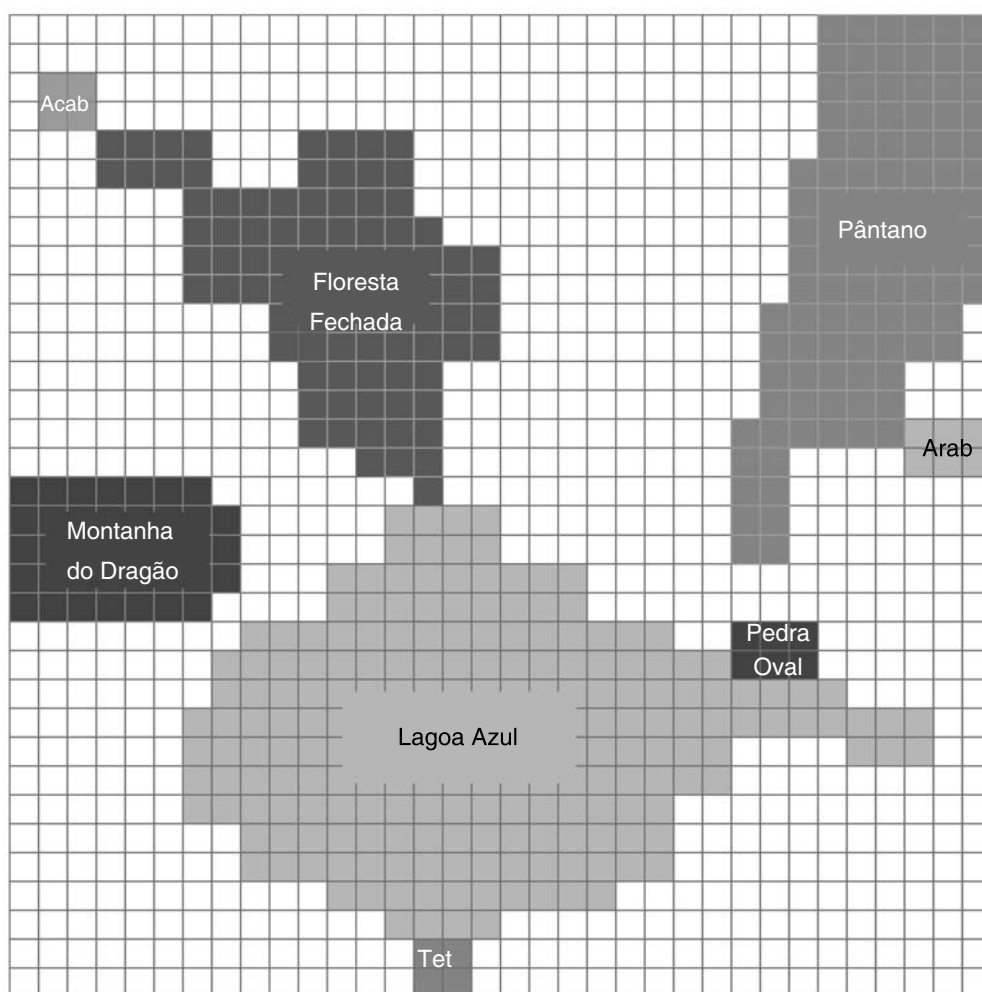 Acab
Pântano
Floresta
Fechada
Arab
Montanha
do Dragão
Pedra
Oval
Lagoa Azul
Tet